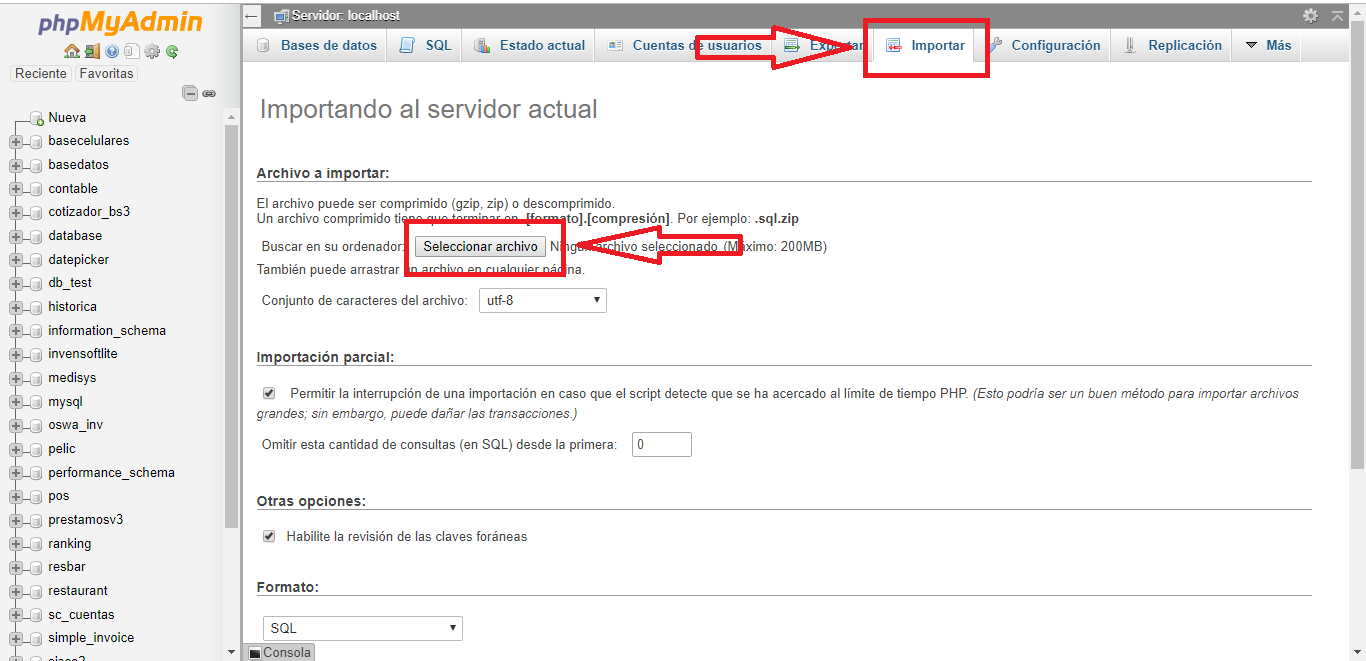 phpMyAdmin
Reciente Favoritas
Nueva
basecelulares
basedatos
contable
cotizador_bs3
database
datepicker
db_test
historica
information_schema
invensoftlite
medisys
mysql
oswa_inv
pelic
performance_schema
pos
prestamosv3
ranking
resbar
restaurant
sc_cuentas
simple_invoice
Servidor: localhost
Bases de datos SQL Estado actual Cuentas de usuarios Exportar Importar Configuración Replicación Más
Importando al servidor actual
Archivo a importar:
El archivo puede ser comprimido (gzip, zip) o descomprimido.
Un archivo comprimido tiene que terminar en .[formato].[compresión]. Por ejemplo: .sql.zip
Buscar en su ordenador: Seleccionar archivo Ningún archivo seleccionado (Máximo: 200MB)
También puede arrastrar un archivo en cualquier página.
Conjunto de caracteres del archivo: utf-8
Importación parcial:
Permitir la interrupción de una importación en caso que el script detecte que se ha acercado al límite de tiempo PHP. (Esto podría ser un buen método para importar archivos
grandes; sin embargo, puede dañar las transacciones.)
Omitir esta cantidad de consultas (en SQL) desde la primera: 0
Otras opciones:
Habilite la revisión de las claves foráneas
Formato:
SQL
Consola